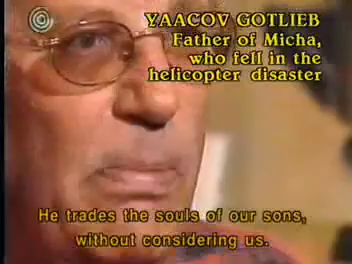 YAACOV GOTLIEB
Father of Micha,
who fell in the
helicopter disaster
He trades the souls of our sons,
without considering us.